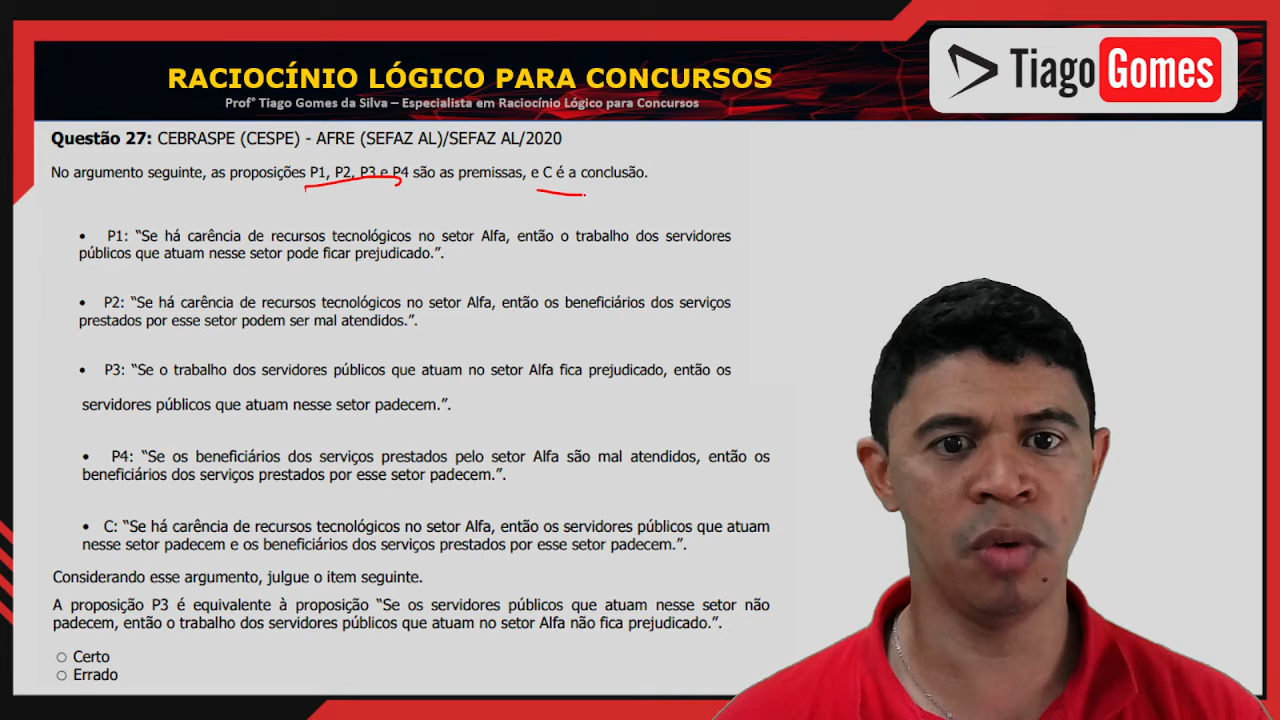 RACIOCÍNIO LÓGICO PARA CONCURSOS
Prof° Tiago Gomes da Silva – Especialista em Raciocínio Lógico para Concursos
Tiago Gomes
Questão 27: CEBRASPE (CESPE) - AFRE (SEFAZ AL)/SEFAZ AL/2020
No argumento seguinte, as proposições P1, P2, P3 e P4 são as premissas, e C é a conclusão.
• P1: “Se há carência de recursos tecnológicos no setor Alfa, então o trabalho dos servidores
públicos que atuam nesse setor pode ficar prejudicado.”.
• P2: “Se há carência de recursos tecnológicos no setor Alfa, então os beneficiários dos serviços
prestados por esse setor podem ser mal atendidos.”.
• P3: “Se o trabalho dos servidores públicos que atuam no setor Alfa fica prejudicado, então os
servidores públicos que atuam nesse setor padecem.”.
• P4: “Se os beneficiários dos serviços prestados pelo setor Alfa são mal atendidos, então os
beneficiários dos serviços prestados por esse setor padecem.”.
• C: “Se há carência de recursos tecnológicos no setor Alfa, então os servidores públicos que atuam
nesse setor padecem e os beneficiários dos serviços prestados por esse setor padecem.”.
Considerando esse argumento, julgue o item seguinte.
A proposição P3 é equivalente à proposição “Se os servidores públicos que atuam nesse setor não
padecem, então o trabalho dos servidores públicos que atuam no setor Alfa não fica prejudicado.”.
Certo
Errado